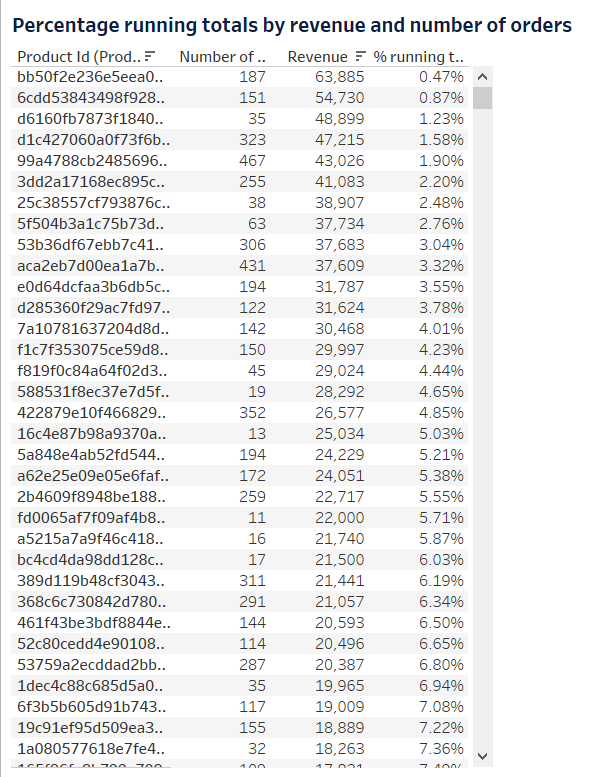 Percentage running totals by revenue and number of orders
Product Id (Prod.. Number of .. Revenue % running t..
bb50f2e236e5eea0.. 187 63,885 0.47%
6cdd53843498f928.. 151 54,730 0.87%
d6160fb7873f1840.. 35 48,899 1.23%
d1c427060a0f73f6b.. 323 47,215 1.58%
99a4788cb2485696.. 467 43,026 1.90%
3dd2a17168ec895c.. 255 41,083 2.20%
25c38557cf793876c.. 38 38,907 2.48%
5f504b3a1c75b73d.. 63 37,734 2.76%
53b36df67ebb7c41.. 306 37,683 3.04%
aca2eb7d00ea1a7b.. 431 37,609 3.32%
e0d64dcfaa3b6db5c.. 194 31,787 3.55%
d285360f29ac7fd97.. 122 31,624 3.78%
7a10781637204d8d.. 142 30,468 4.01%
f1c7f353075ce59d8.. 150 29,997 4.23%
f819f0c84a64f02d3.. 45 29,024 4.44%
588531f8ec37e7d5f.. 19 28,292 4.65%
422879e10f466829.. 352 26,577 4.85%
16c4e87b98a9370a.. 13 25,034 5.03%
5a848e4ab52fd544.. 194 24,229 5.21%
a62e25e09e05e6faf.. 172 24,051 5.38%
2b4609f8948be188.. 259 22,717 5.55%
fd0065af7f09af4b8.. 11 22,000 5.71%
a5215a7a9f46c418.. 16 21,740 5.87%
bc4cd4da98dd128c.. 17 21,500 6.03%
389d119b48cf3043.. 311 21,441 6.19%
368c6c730842d780.. 291 21,057 6.34%
461f43be3bdf8844e.. 144 20,593 6.50%
52c80cedd4e90108.. 114 20,496 6.65%
53759a2ecddad2bb.. 287 20,387 6.80%
1dec4c88c685d5a0.. 35 19,965 6.94%
6f3b5b605d91b743.. 117 19,009 7.08%
19c91ef95d509ea3.. 155 18,889 7.22%
1a080577618e7fe4.. 32 18,263 7.36%